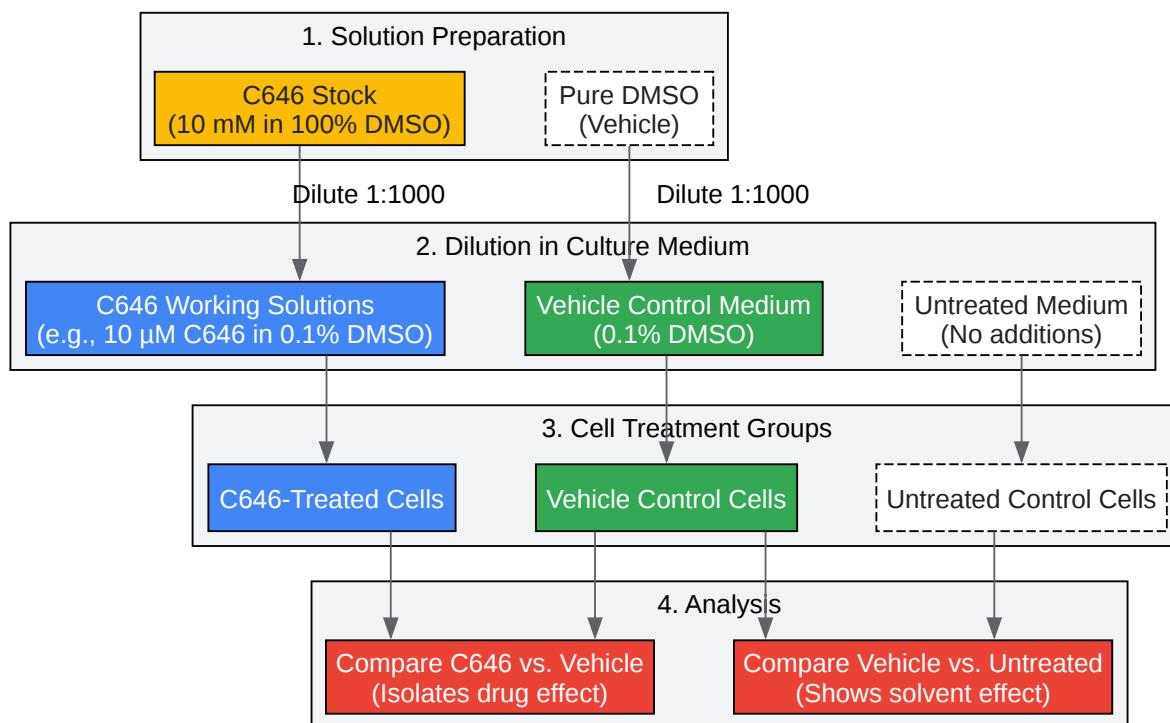 1. Solution Preparation
C646 Stock
(10 mM in 100% DMSO)
Pure DMSO
(Vehicle)
Dilute 1:1000
Dilute 1:1000
2. Dilution in Culture Medium
C646 Working Solutions
(e.g., 10 µM C646 in 0.1% DMSO)
Vehicle Control Medium
(0.1% DMSO)
Untreated Medium
(No additions)
3. Cell Treatment Groups
C646-Treated Cells
Vehicle Control Cells
Untreated Control Cells
4. Analysis
Compare C646 vs. Vehicle
(Isolates drug effect)
Compare Vehicle vs. Untreated
(Shows solvent effect)